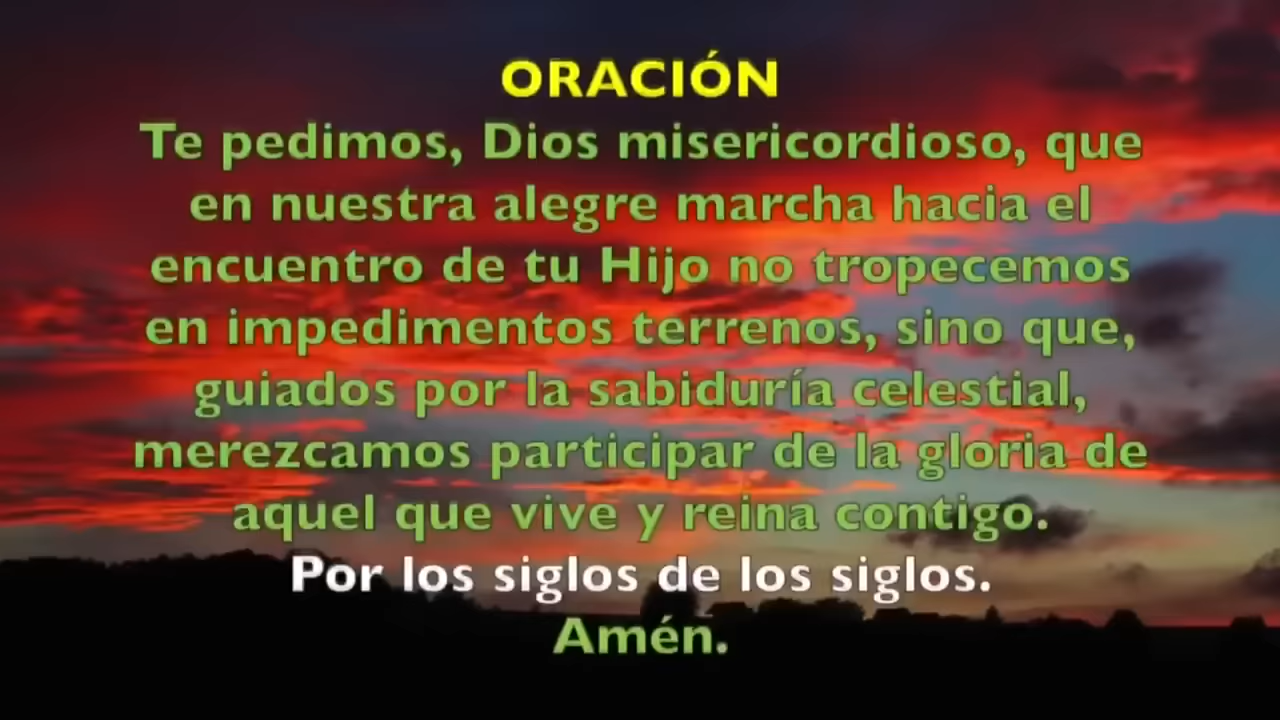 ORACIÓN
Te pedimos, Dios misericordioso, que
en nuestra alegre marcha hacia el
encuentro de tu Hijo no tropecemos
en impedimentos terrenos, sino que,
guiados por la sabiduría celestial,
merezcamos participar de la gloria de
aquel que vive y reina contigo.
Por los siglos de los siglos.
Amén.